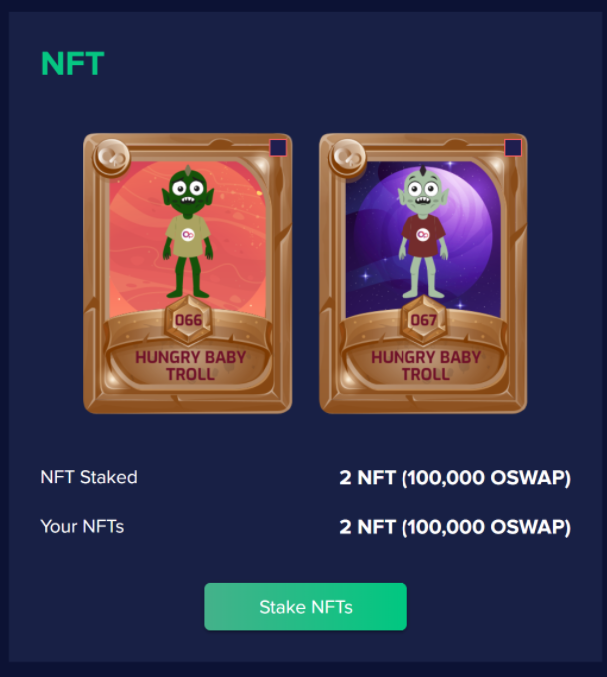 NFT
066
HUNGRY BABY
TROLL
067
HUNGRY BABY
TROLL
NFT Staked
2 NFT (100,000 OSWAP)
Your NFTs
2 NFT (100,000 OSWAP)
Stake NFTs